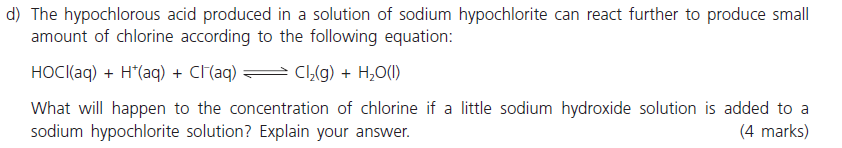 d) The hypochlorous acid produced in a solution of sodium hypochlorite can react further to produce small
amount of chlorine according to the following equation:
HOCl(aq) + H⁺(aq) + Cl⁻(aq) ⇌ Cl₂(g) + H₂O(l)
What will happen to the concentration of chlorine if a little sodium hydroxide solution is added to a
sodium hypochlorite solution? Explain your answer. (4 marks)